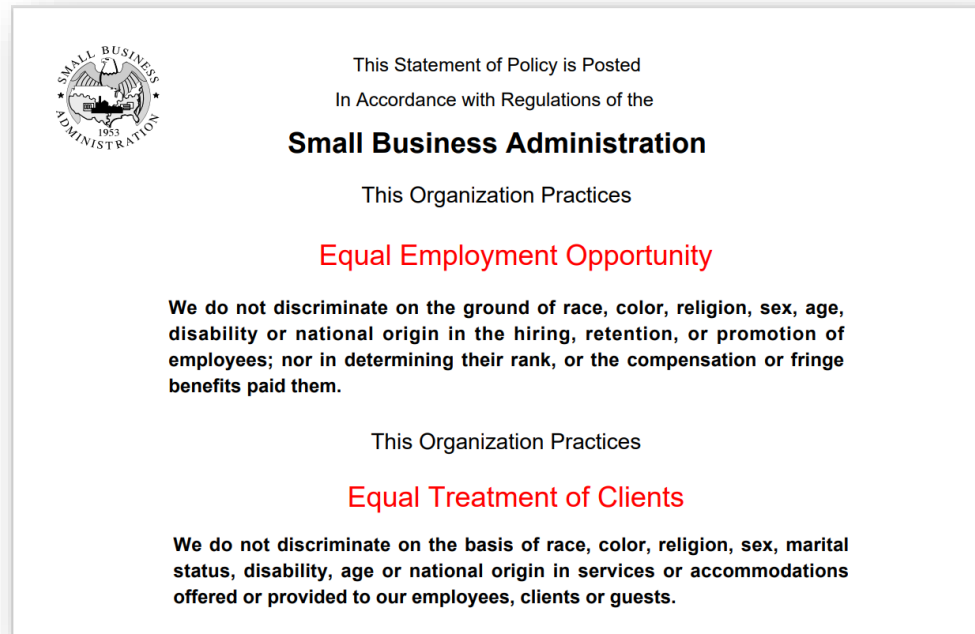 SMALL BUSINESS
ADMINISTRATION
1953
This Statement of Policy is Posted
In Accordance with Regulations of the
Small Business Administration
This Organization Practices
Equal Employment Opportunity
We do not discriminate on the ground of race, color, religion, sex, age,
disability or national origin in the hiring, retention, or promotion of
employees; nor in determining their rank, or the compensation or fringe
benefits paid them.
This Organization Practices
Equal Treatment of Clients
We do not discriminate on the basis of race, color, religion, sex, marital
status, disability, age or national origin in services or accommodations
offered or provided to our employees, clients or guests.